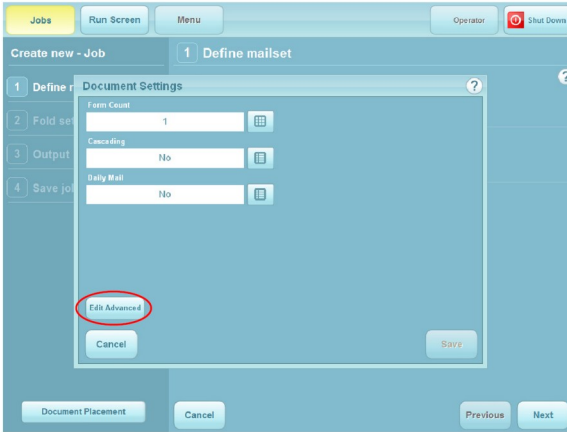 Jobs
Run Screen
Menu
Operator
Shut Down
Create new - Job
1 Define mailset
1 Define
2 Fold set
3 Output
4 Save jo
Document Settings
?
?
Form Count
1
Cascading
No
Daily Mail
No
Edit Advanced
Cancel
Save
Document Placement
Cancel
Previous
Next